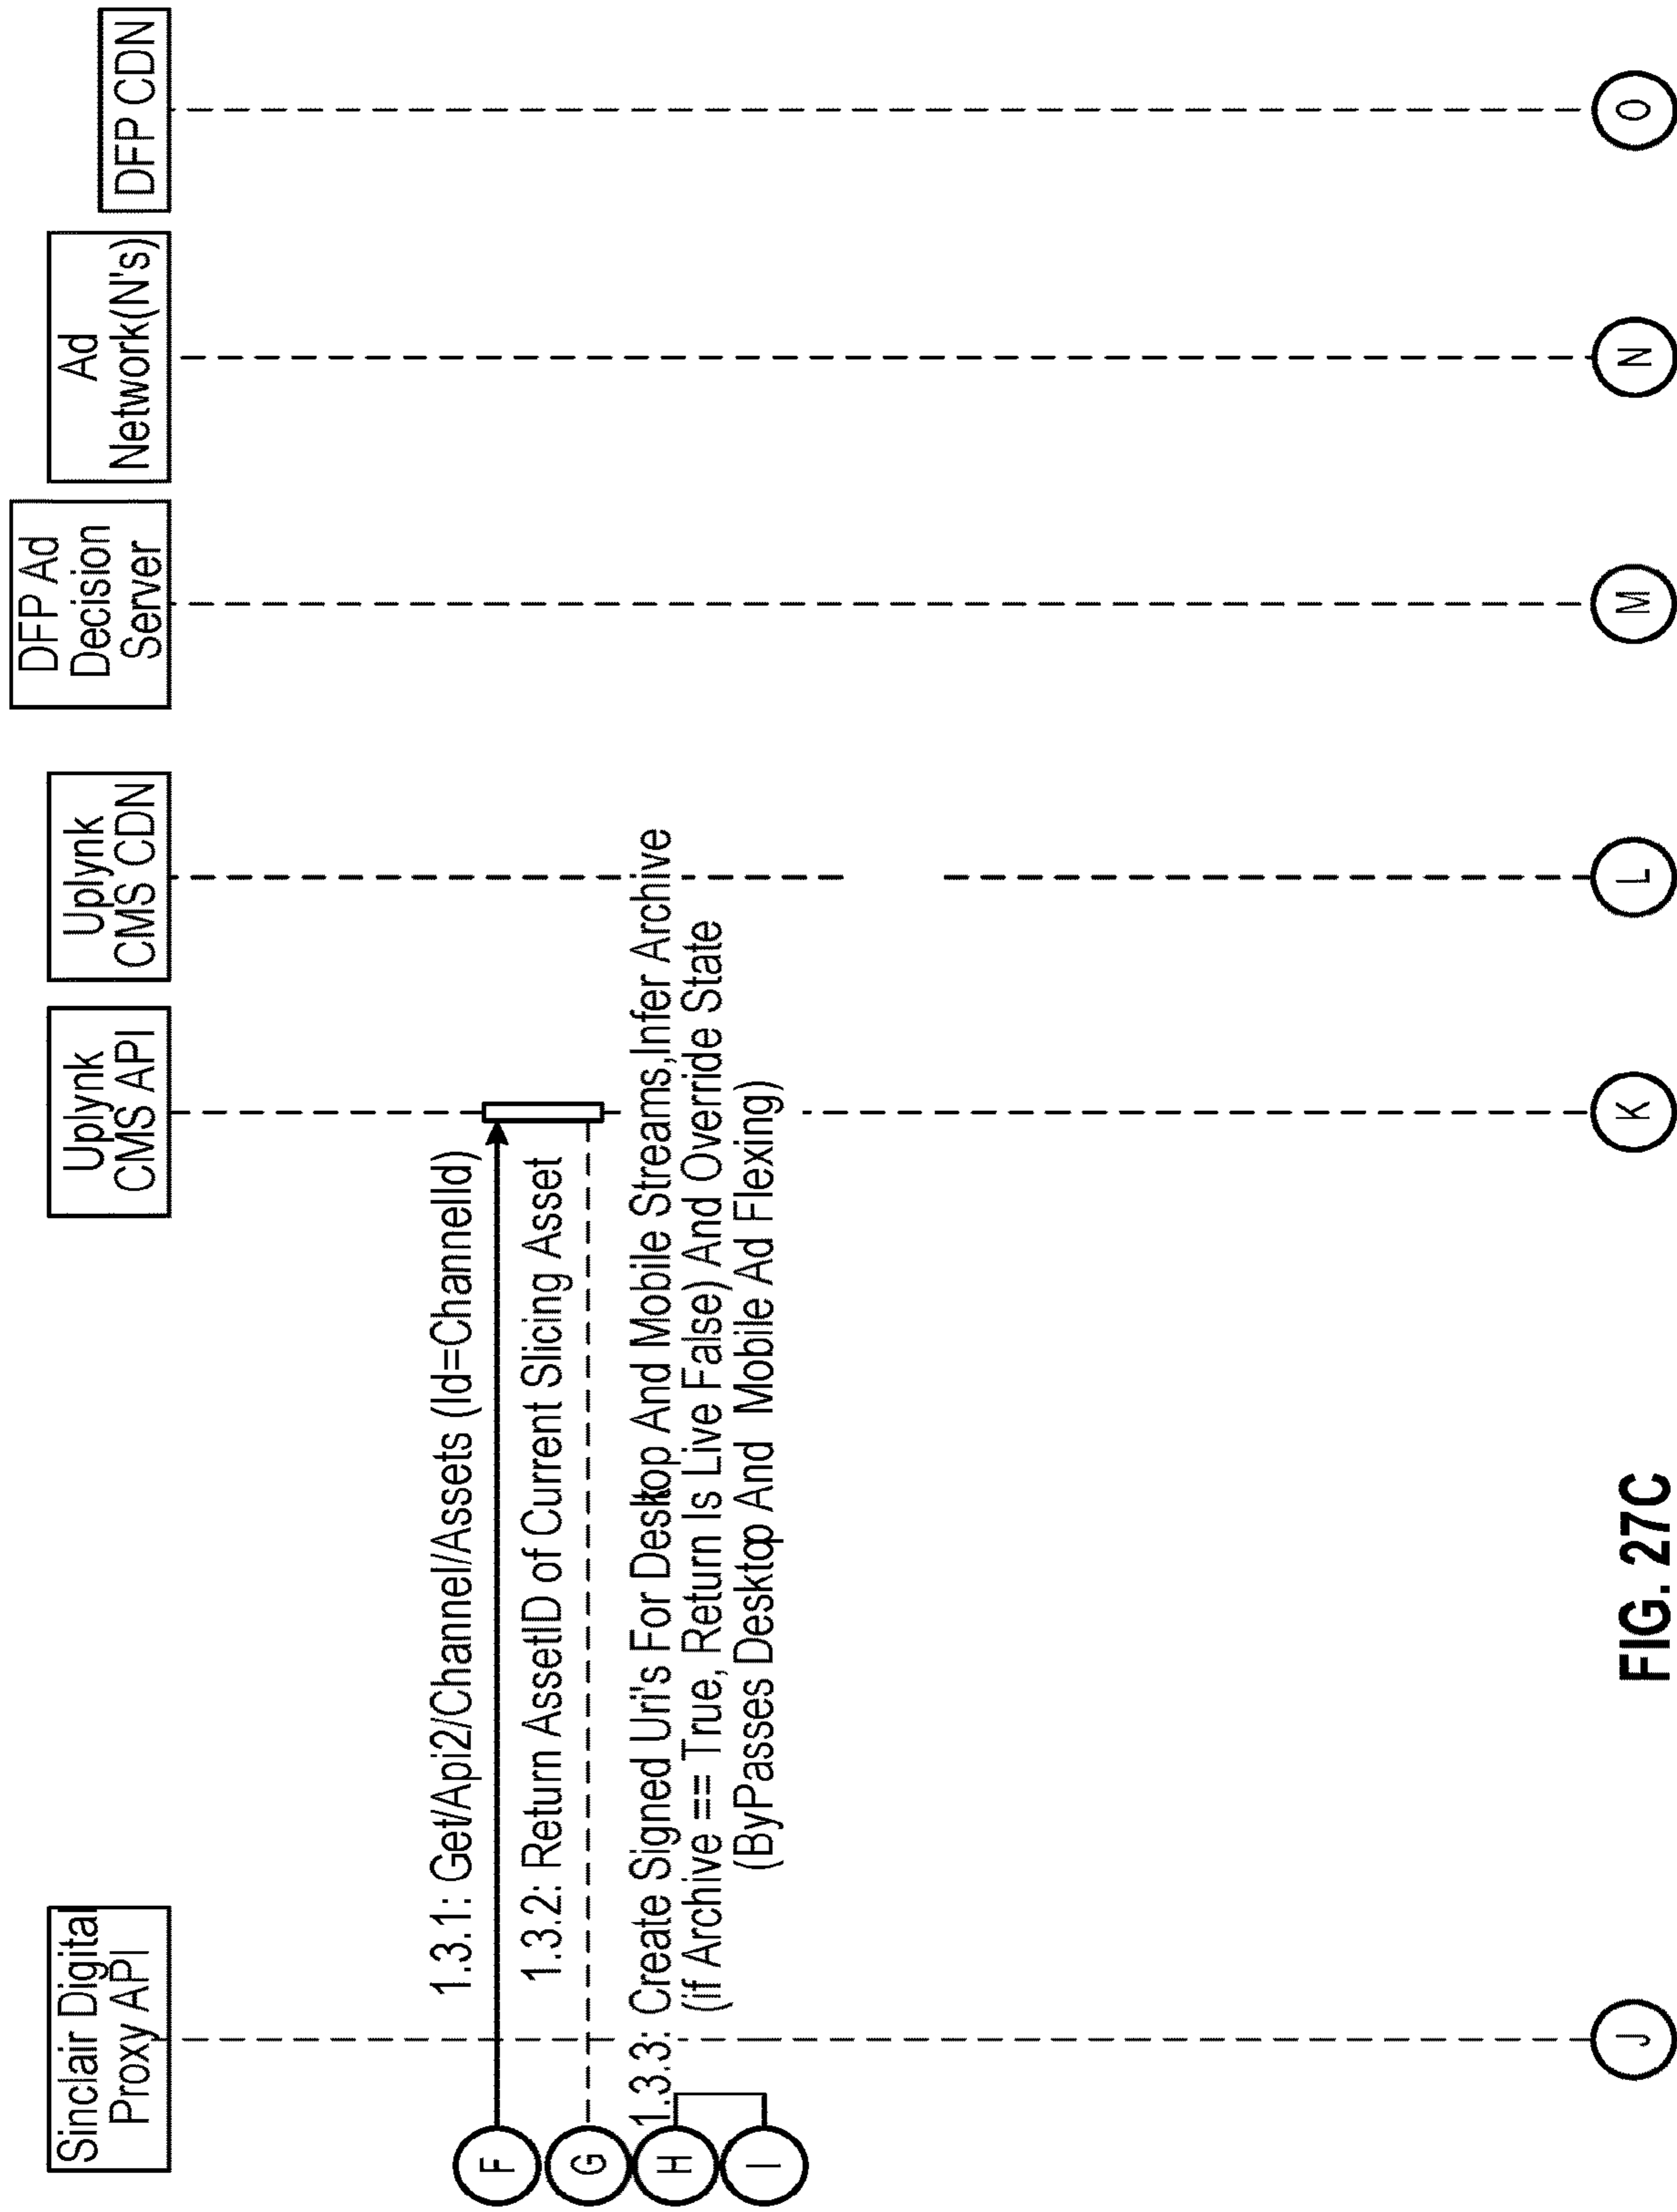 Sinclair Digital
Proxy API
Uplynk
CMS API
Uplynk
CMS CDN
DFP Ad
Decision
Server
Ad
Network(N's)
DFP CDN
1.3.1: Get/Api2/Channel/Assets (Id=ChannelId)
F
1.3.2: Return AssetID of Current Slicing Asset
G
1.3.3: Create Signed Uri's For Desktop And Mobile Streams,Infer Archive
(if Archive == True, Return Is Live False) And Override State
(ByPasses Desktop And Mobile Ad Flexing)
H
I
J
K
L
M
N
O
FIG. 27C